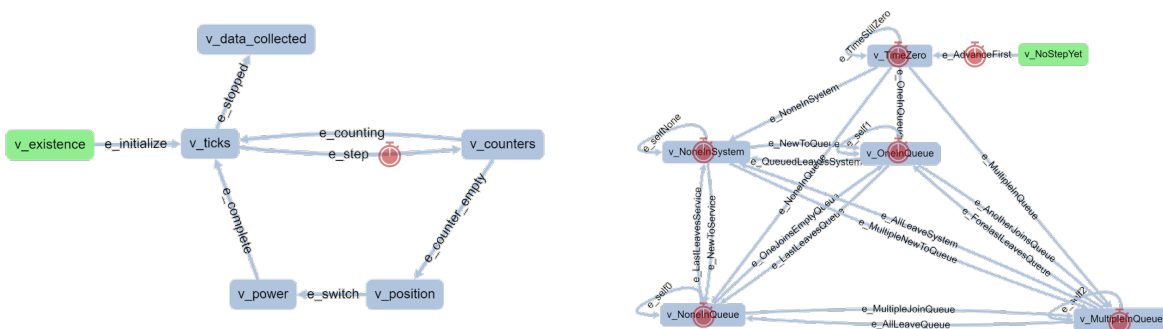 v_data_collected
e_stopped
v_existence
e_initialize
v_ticks
e_counting
e_step
v_counters
e_counter_empty
e_complete
v_power
e_switch
v_position
e_TimeStillZero
v_TimeZero
e_AdvanceFirst
v_NoStepYet
e_NoneInSystem
e_OneInQueue
e_selfNone
v_NoneInSystem
e_NewToQueue
e_QueuedLeavesSystem
e_self1
v_OneInQueue
e_NoneInQueue
e_MultipleInQueue
e_LastLeavesService
e_NewToService
e_OneJoinsEmptyQueue
e_LastLeavesQueue
e_AllLeaveSystem
e_MultipleNewToQueue
e_AnotherJoinsQueue
e_ForelastLeavesQueue
e_self0
v_NoneInQueue
e_MultipleJoinQueue
e_AllLeaveQueue
e_self2
v_MultipleInQueue